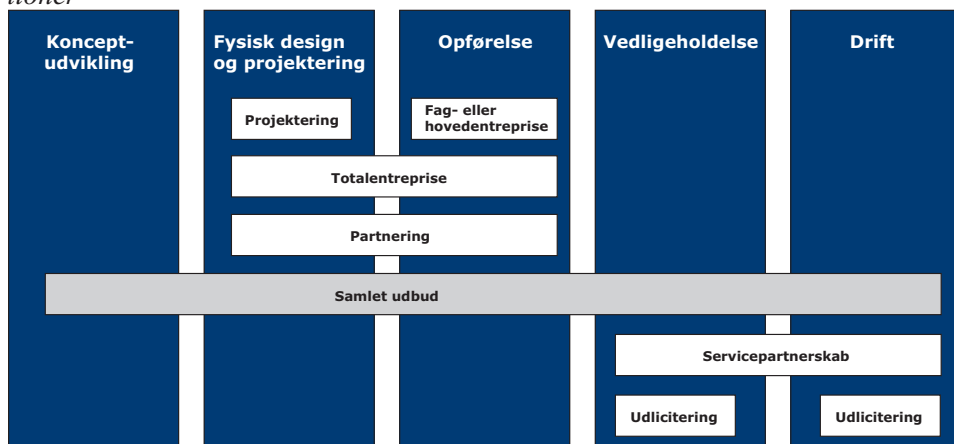 tioner
Koncept-
udvikling
Fysisk design
og projektering
Opførelse
Vedligeholdelse
Drift
Projektering
Fag- eller
hovedentreprise
Totalentreprise
Partnering
Samlet udbud
Servicepartnerskab
Udlicitering
Udlicitering